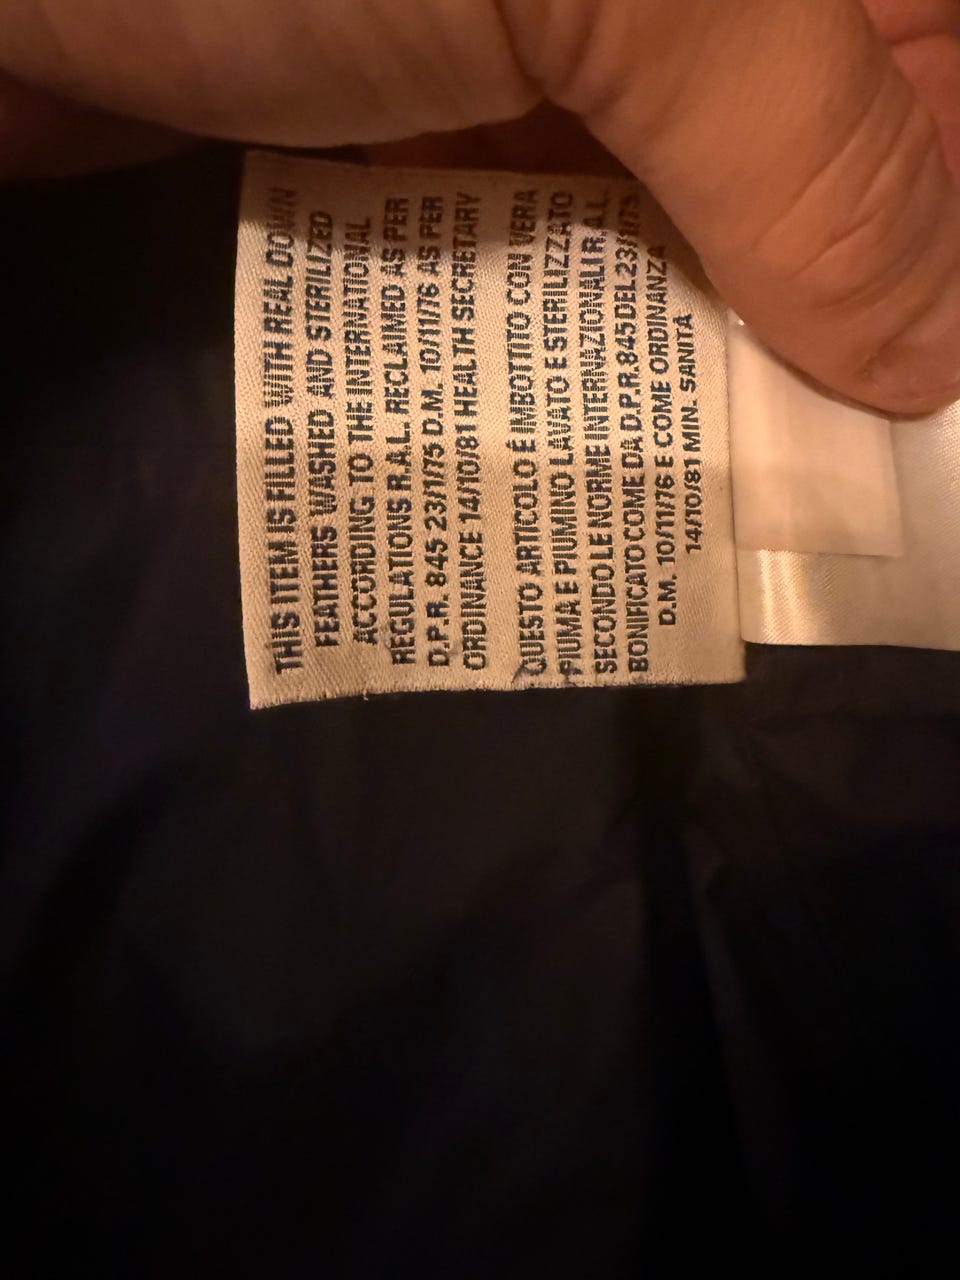 THIS ITEM IS FILLED WITH REAL DOWN
FEATHERS WASHED AND STERILIZED
ACCORDING TO THE INTERNATIONAL
REGULATIONS R.A.L. RECLAIMED AS PER
D.P.R. 845 23/1/75 D.M. 10/11/76 AS PER
ORDINANCE 14/10/81 HEALTH SECRETARY
QUESTO ARTICOLO É IMBOTTITO CON VERA
PIUMA E PIUMINO LAVATO E STERILIZZATO
SECONDO LE NORME INTERNAZIONALI R.A.L.
BONIFICATO COME DA D.P.R. 845 DEL 23/1/75
D.M. 10/11/76 E COME ORDINANZA
14/10/81 MIN. SANITÁ